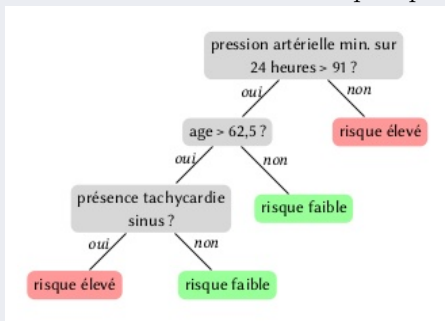 pression artérielle min. sur
24 heures > 91 ?
oui
non
age > 62,5 ?
risque élevé
oui
non
présence tachycardie
sinus ?
risque faible
oui
non
risque élevé
risque faible